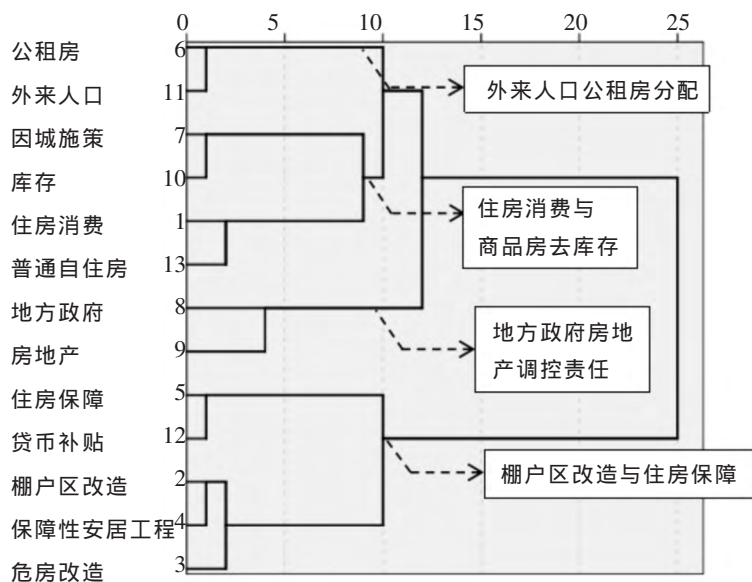 0 5 10 15 20 25
公租房 6
外来人口 11
外来人口公租房分配
因城施策 7
库存 10
住房消费与
商品房去库存
住房消费 1
普通自住房 13
地方政府 8
房地产 9
地方政府房地
产调控责任
住房保障 5
货币补贴 12
棚户区改造 2
棚户区改造与住房保障
保障性安居工程 4
危房改造 3